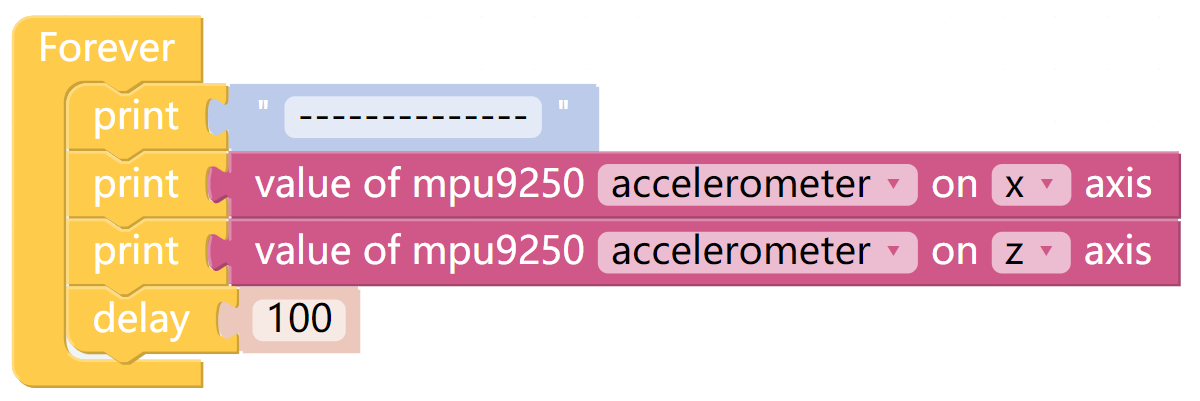 Forever
print " -------------- "
print value of mpu9250 accelerometer on x axis
print value of mpu9250 accelerometer on z axis
delay 100